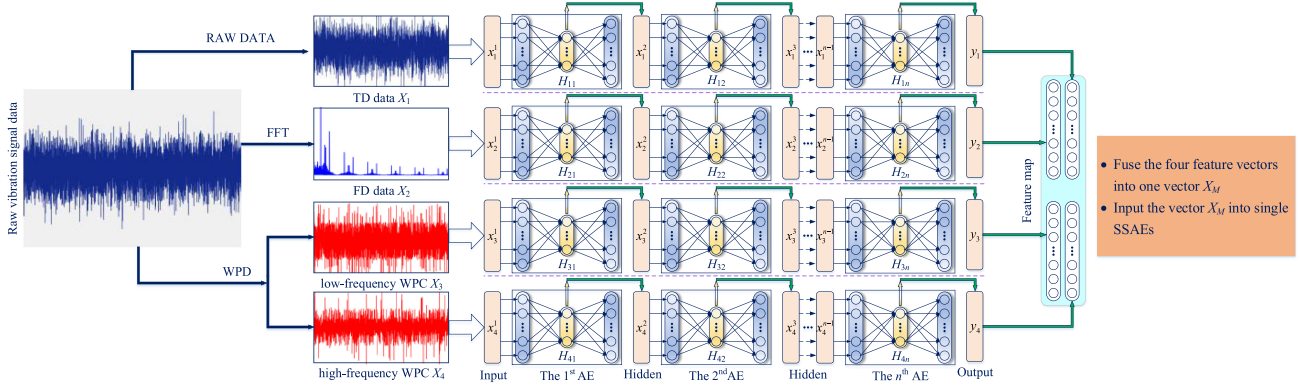 Raw vibration signal data
RAW DATA
FFT
WPD
TD data X₁
FD data X₂
low-frequency WPC X₃
high-frequency WPC X₄
x₁¹ H₁₁ x₁² H₁₂ x₁³ ••• x₁ⁿ⁻¹ H₁ₙ y₁
x₂¹ H₂₁ x₂² H₂₂ x₂³ ••• x₂ⁿ⁻¹ H₂ₙ y₂
x₃¹ H₃₁ x₃² H₃₂ x₃³ ••• x₃ⁿ⁻¹ H₃ₙ y₃
x₄¹ H₄₁ x₄² H₄₂ x₄³ ••• x₄ⁿ⁻¹ H₄ₙ y₄
Input The 1ˢᵗ AE Hidden The 2ⁿᵈAE Hidden The nᵗʰ AE Output
Feature map
• Fuse the four feature vectors
into one vector X_M
• Input the vector X_M into single
SSAEs